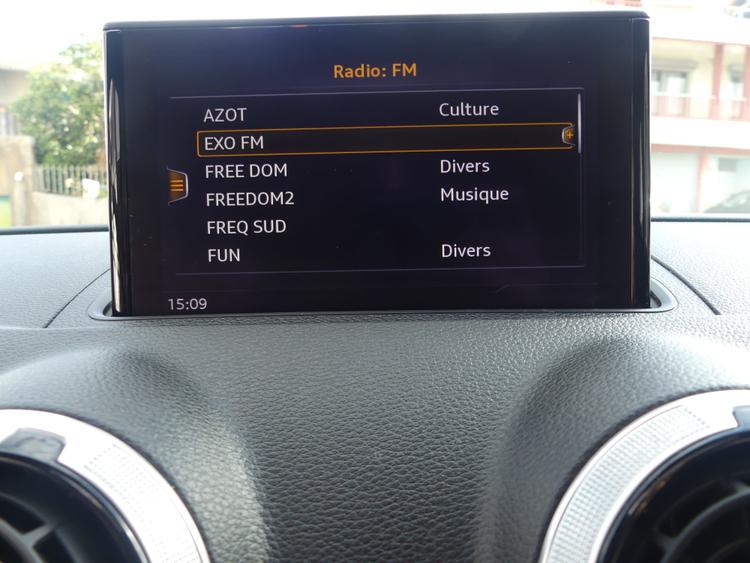 Radio: FM
AZOT Culture
EXO FM
FREE DOM Divers
FREEDOM2 Musique
FREQ SUD
FUN Divers
15:09